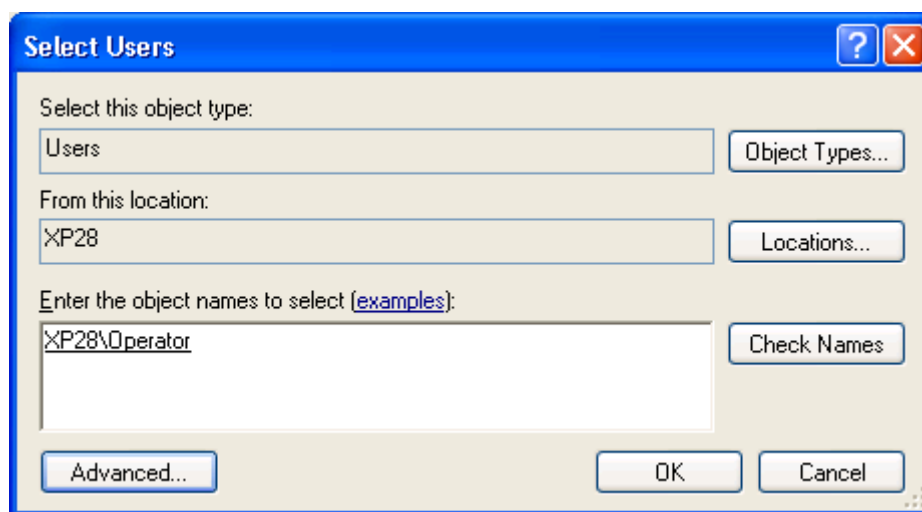 Select Users
Select this object type:
Users
Object Types...
From this location:
XP28
Locations...
Enter the object names to select (examples):
XP28\Operator
Check Names
Advanced...
OK
Cancel